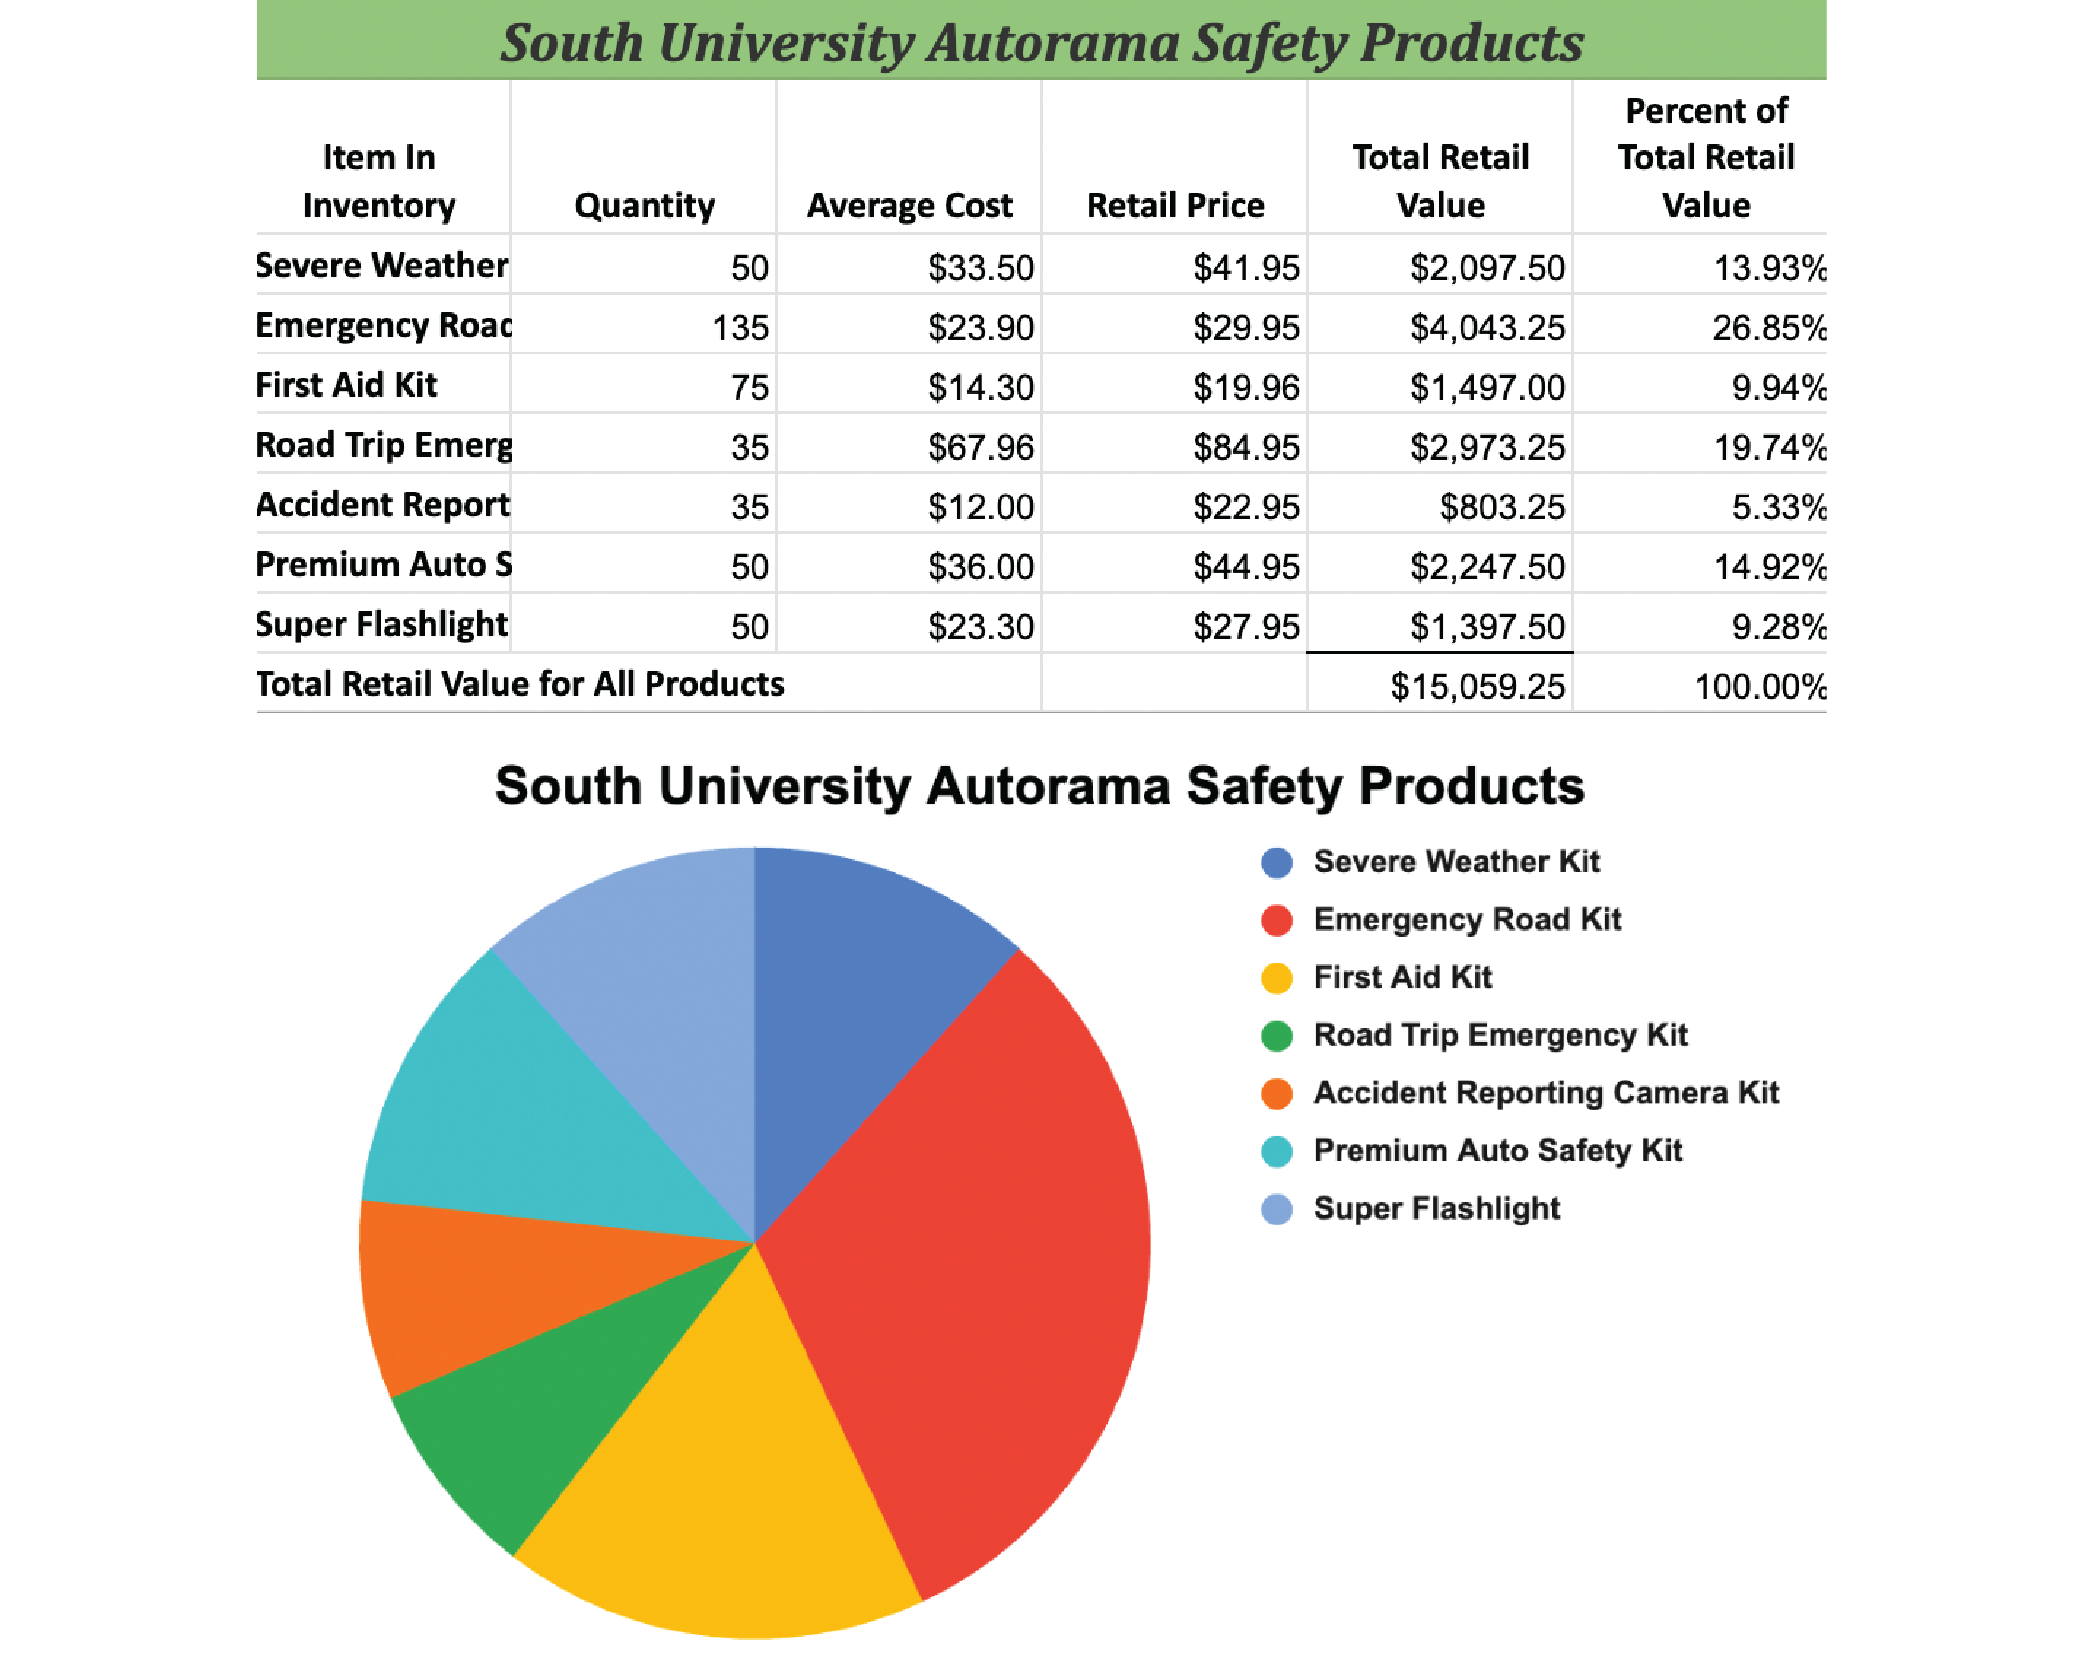 South University Autorama Safety Products
Item In Inventory Quantity Average Cost Retail Price Total Retail Value Percent of Total Retail Value
Severe Weather 50 $33.50 $41.95 $2,097.50 13.93%
Emergency Road 135 $23.90 $29.95 $4,043.25 26.85%
First Aid Kit 75 $14.30 $19.96 $1,497.00 9.94%
Road Trip Emerg 35 $67.96 $84.95 $2,973.25 19.74%
Accident Report 35 $12.00 $22.95 $803.25 5.33%
Premium Auto S 50 $36.00 $44.95 $2,247.50 14.92%
Super Flashlight 50 $23.30 $27.95 $1,397.50 9.28%
Total Retail Value for All Products $15,059.25 100.00%
South University Autorama Safety Products
Severe Weather Kit
Emergency Road Kit
First Aid Kit
Road Trip Emergency Kit
Accident Reporting Camera Kit
Premium Auto Safety Kit
Super Flashlight